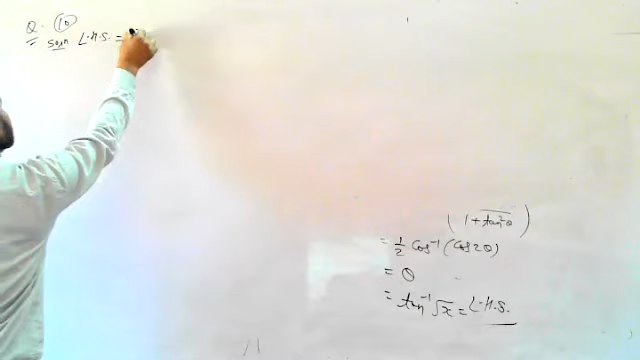 Q. 10
Soln L.H.S. =
(1 + tan²θ)
= 1/2 Cos⁻¹ (Cos 2θ)
= θ
= tan⁻¹ √x = L.H.S.